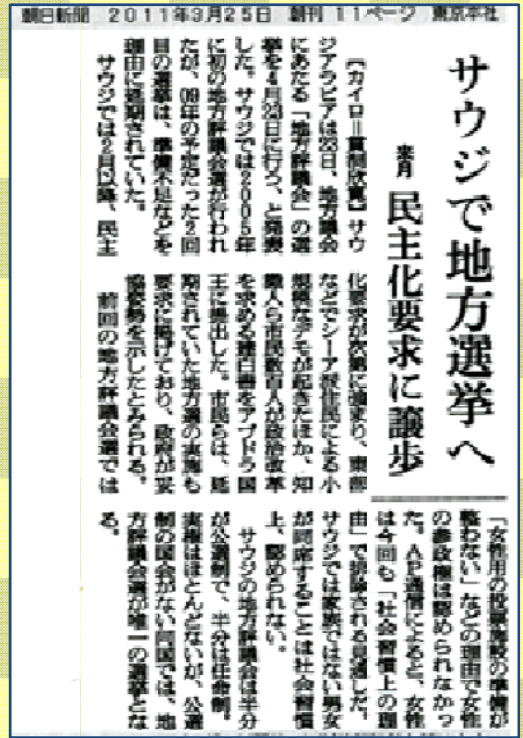 朝日新聞 2011年3月25日 朝刊 11ページ 東京本社
サウジで地方選挙へ
来月 民主化要求に譲歩
【カイロ=貫洞欣寛】サウ
ジアラビアは23日、地方議会
にあたる「地方評議会」の選
挙を4月23日に行う、と発表
した。サウジでは2005年
に初の地方評議会選が行われ
たが、09年の予定だった2回
目の選挙は、準備不足などを
理由に延期されていた。
サウジでは2月以降、民主
化要求が次第に強まり、東部
などでシーア派住民による小
規模なデモが起きたほか、知
識人ら市民数百人が政治改革
を求める建白書をアブドラ国
王に提出した。市民らは、延
期されていた地方選の実施も
要求に掲げており、政府が妥
協姿勢を示したとみられる。
前回の地方評議会選では
「女性用の投票施設の準備が
整わない」などの理由で女性
の参政権は認められなかっ
た。AP通信によると、女性
は今回も「社会習慣上の理
由」で排除される見通しだ。
サウジでは家族ではない男女
が同席することは社会習慣
上、認められない。
サウジの地方評議会は半分
が公選制で、半分は任命制。
実権はほとんどないが、公選
制の国会がない同国では、地
方評議会選が唯一の選挙とな
る。